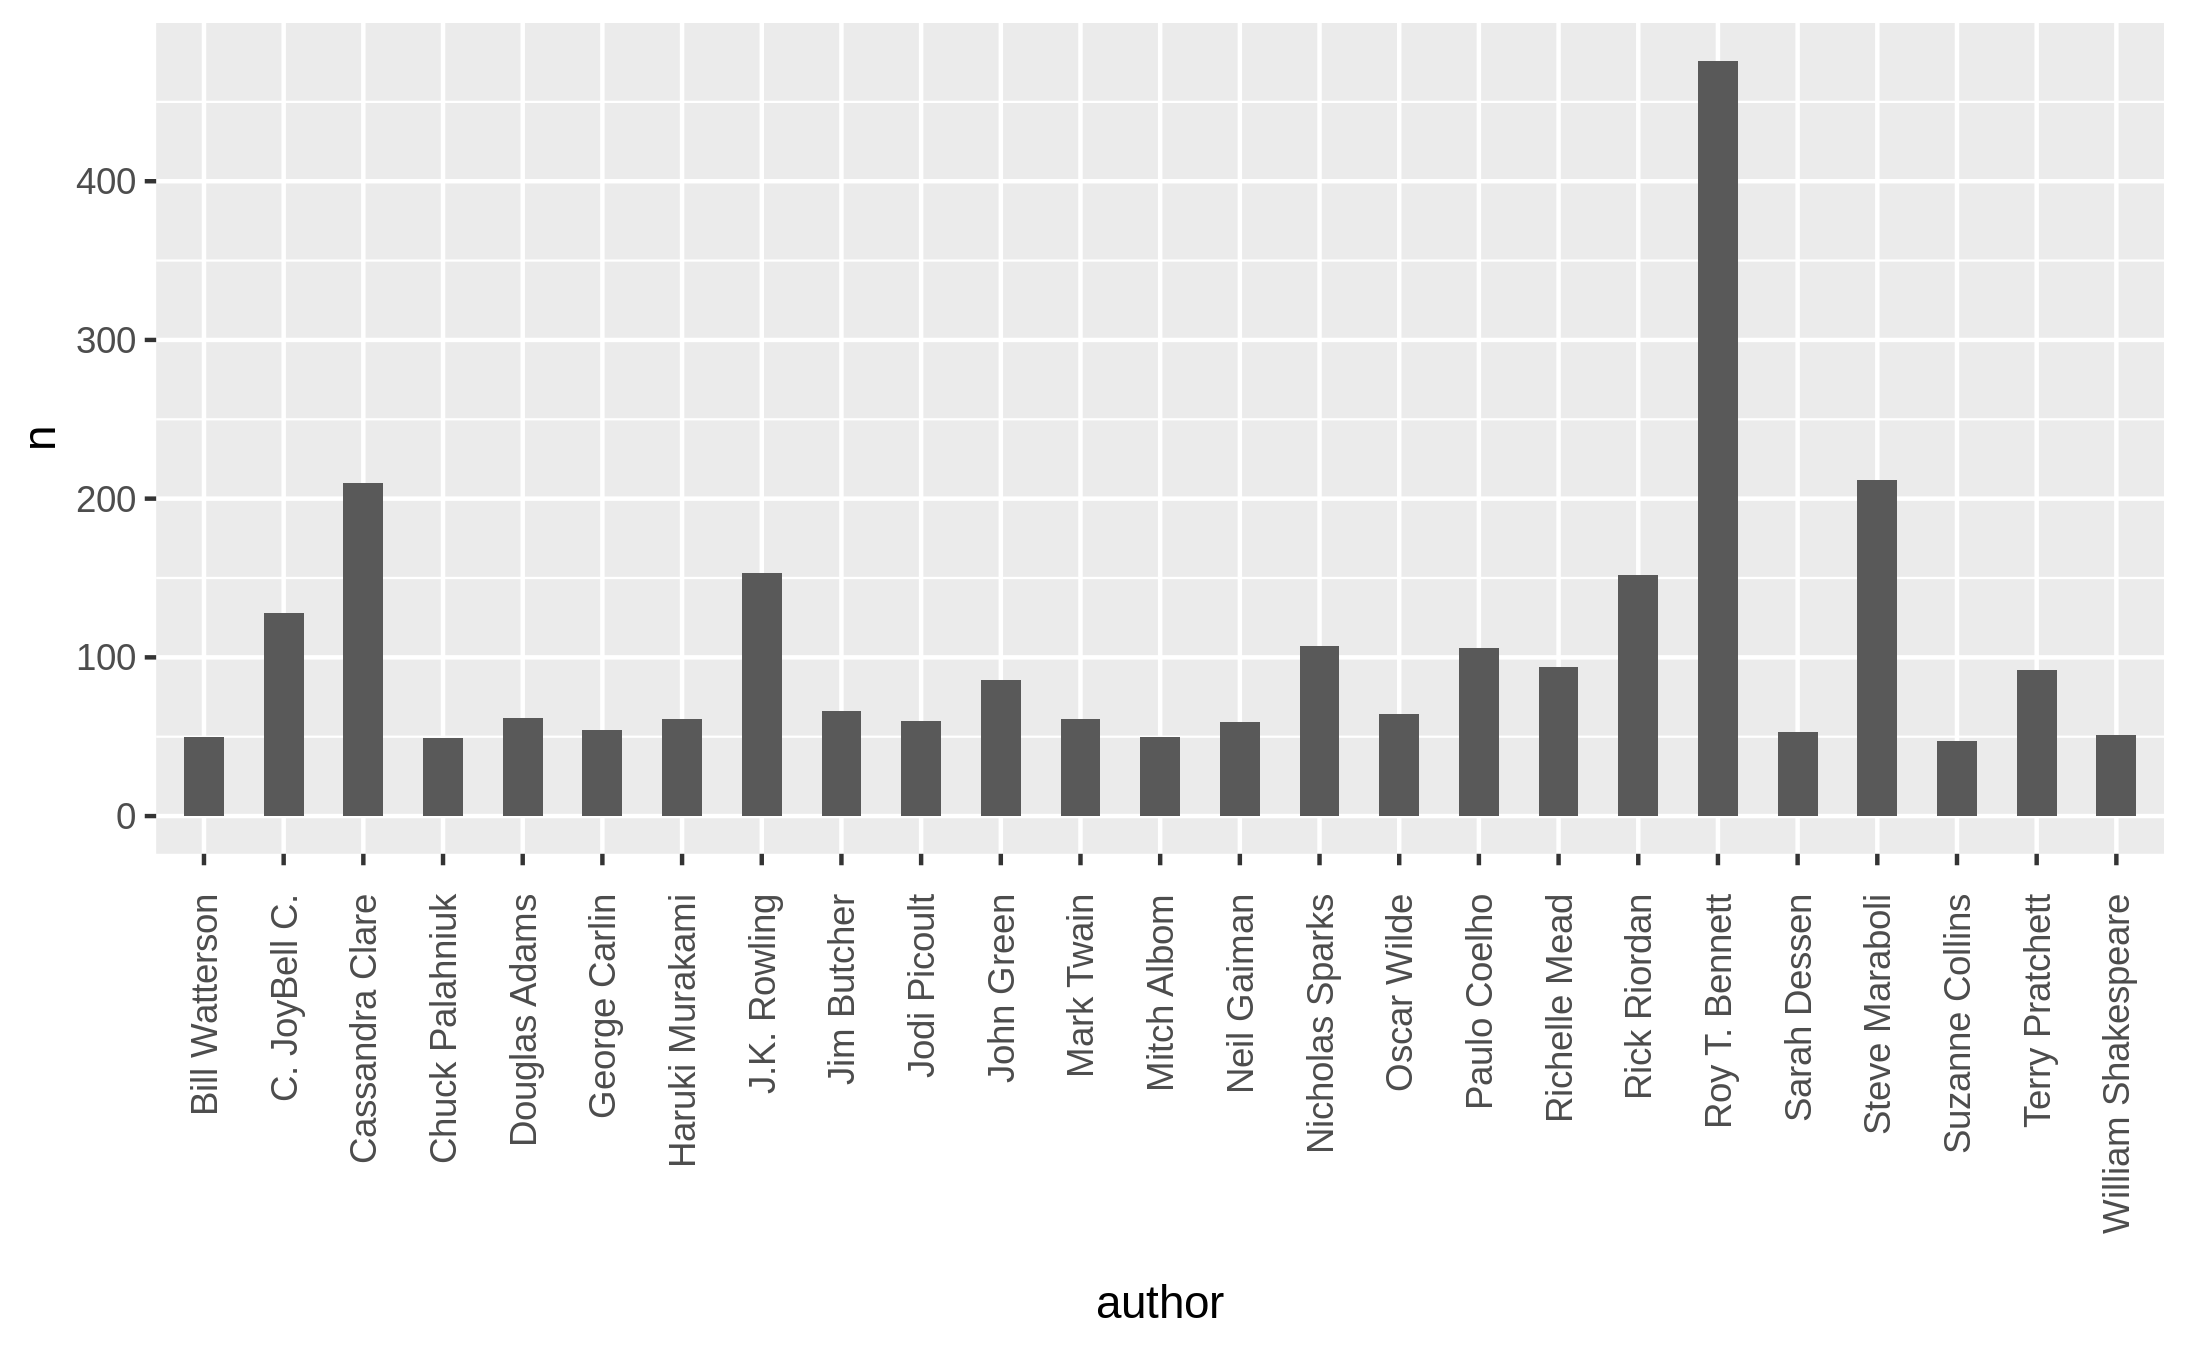 n
400
300
200
100
0
Bill Watterson
C. JoyBell C.
Cassandra Clare
Chuck Palahniuk
Douglas Adams
George Carlin
Haruki Murakami
J.K. Rowling
Jim Butcher
Jodi Picoult
John Green
Mark Twain
Mitch Albom
Neil Gaiman
Nicholas Sparks
Oscar Wilde
Paulo Coelho
Richelle Mead
Rick Riordan
Roy T. Bennett
Sarah Dessen
Steve Maraboli
Suzanne Collins
Terry Pratchett
William Shakespeare
author